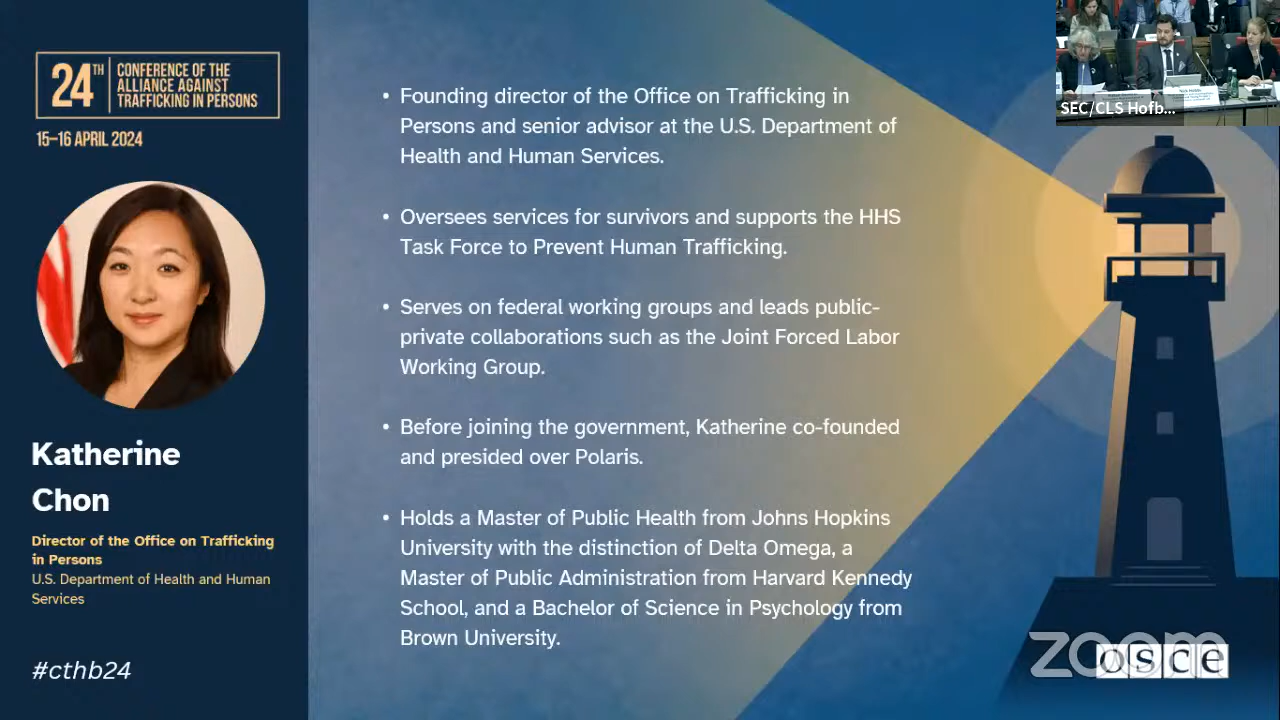 24TH
CONFERENCE OF THE
ALLIANCE AGAINST
TRAFFICKING IN PERSONS
15–16 APRIL 2024
Katherine
Chon
Director of the Office on Trafficking
in Persons
U.S. Department of Health and Human
Services
#cthb24
• Founding director of the Office on Trafficking in
Persons and senior advisor at the U.S. Department of
Health and Human Services.
• Oversees services for survivors and supports the HHS
Task Force to Prevent Human Trafficking.
• Serves on federal working groups and leads public-
private collaborations such as the Joint Forced Labor
Working Group.
• Before joining the government, Katherine co-founded
and presided over Polaris.
• Holds a Master of Public Health from Johns Hopkins
University with the distinction of Delta Omega, a
Master of Public Administration from Harvard Kennedy
School, and a Bachelor of Science in Psychology from
Brown University.
SEC/CLS Hofb...
zoom
osce